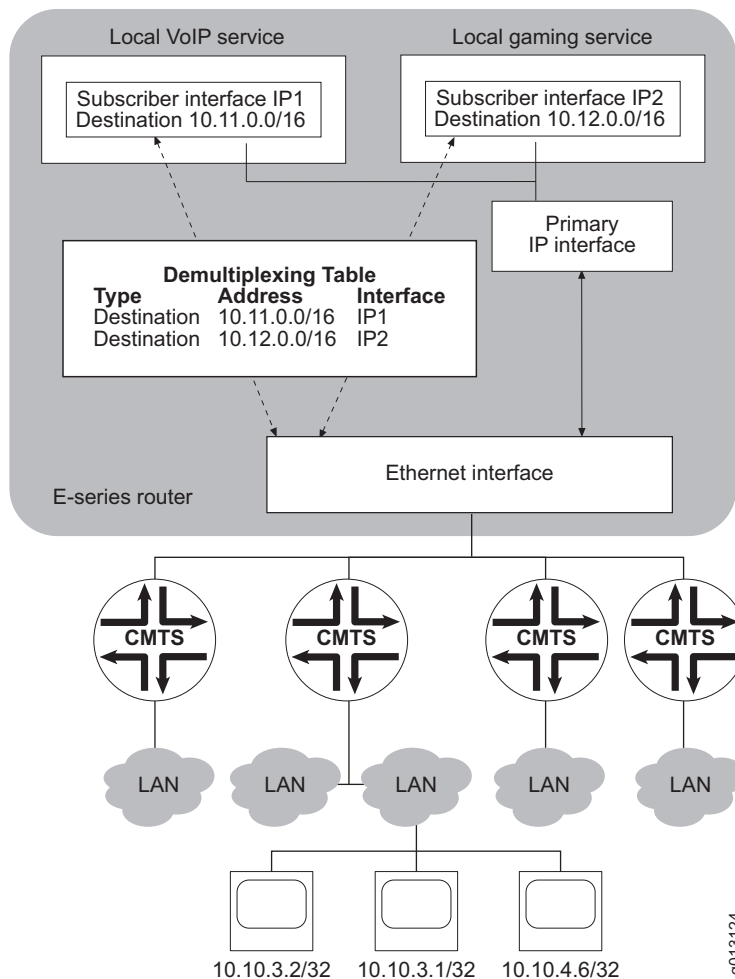 Local VoIP service
Local gaming service
Subscriber interface IP1
Destination 10.11.0.0/16
Subscriber interface IP2
Destination 10.12.0.0/16
Primary
IP interface
Demultiplexing Table
Type Address Interface
Destination 10.11.0.0/16 IP1
Destination 10.12.0.0/16 IP2
Ethernet interface
E-series router
CMTS
CMTS
CMTS
CMTS
LAN
LAN
LAN
LAN
LAN
10.10.3.2/32
10.10.3.1/32
10.10.4.6/32
g013124